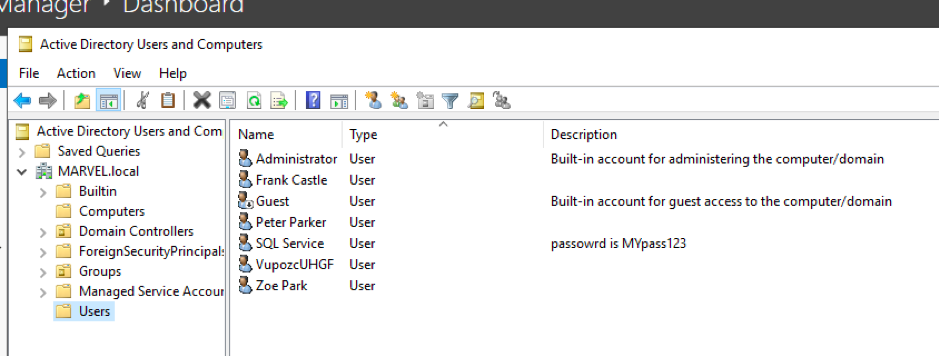 Manager · Dashboard
Active Directory Users and Computers
File Action View Help
Active Directory Users and Com
Saved Queries
MARVEL.local
Builtin
Computers
Domain Controllers
ForeignSecurityPrincipals
Groups
Managed Service Accour
Users
Name Type Description
Administrator User Built-in account for administering the computer/domain
Frank Castle User
Guest User Built-in account for guest access to the computer/domain
Peter Parker User
SQL Service User passowrd is MYpass123
VupozcUHGF User
Zoe Park User